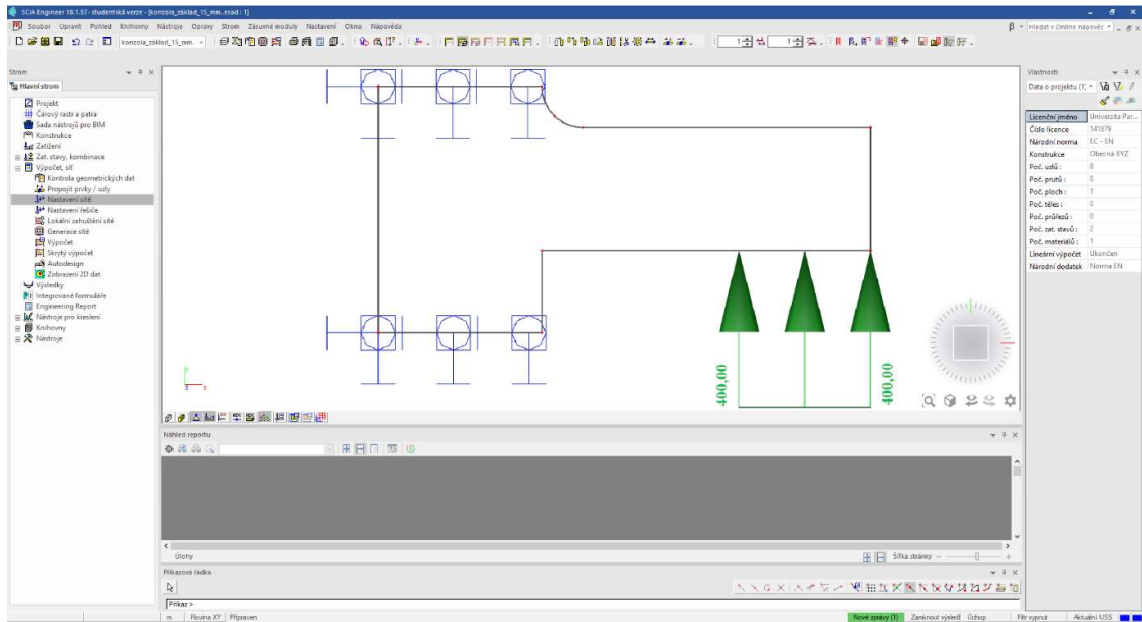 SCIA Engineer 18.1.57- studentská verze - [konzola_základ_15_mm..esad : 1]
Soubor Upravit Pohled Knihovny Nástroje Opravy Strom Zásuvné moduly Nastavení Okno Nápověda
Hledat v Online nápověc
konzola_základ_15_mm.
1
1
Strom
Hlavní strom
Projekt
Čárový rastr a patra
Sada nástrojů pro BIM
Konstrukce
Zatížení
Zat. stavy, kombinace
Výpočet, síť
Kontrola geometrických dat
Propojit prvky / uzly
Nastavení sítě
Nastavení řešiče
Lokální zahuštění sítě
Generace sítě
Výpočet
Skrytý výpočet
Autodesign
Zobrazení 2D dat
Výsledky
Integrované formuláře
Engineering Report
Nástroje pro kreslení
Knihovny
Nástroje
400,00
400,00
Z
X
Vlastnosti
Data o projektu (1)
Licenční jméno Univerzita Par...
Číslo licence 141879
Národní norma EC - EN
Konstrukce Obecná XYZ
Poč. uzlů : 8
Poč. prutů : 0
Poč. ploch : 1
Poč. těles : 0
Poč. průřezů : 0
Poč. zat. stavů : 2
Poč. materiálů : 1
Lineární výpočet Ukončen
Národní dodatek Norma EN
Náhled reportu
Úlohy
Šířka stránky
Příkazová řádka
Příkaz >
m Rovina XY Připraven
Nové zprávy (1) Zamknout výsledl Úchop Filtr vypnut Aktuální USS